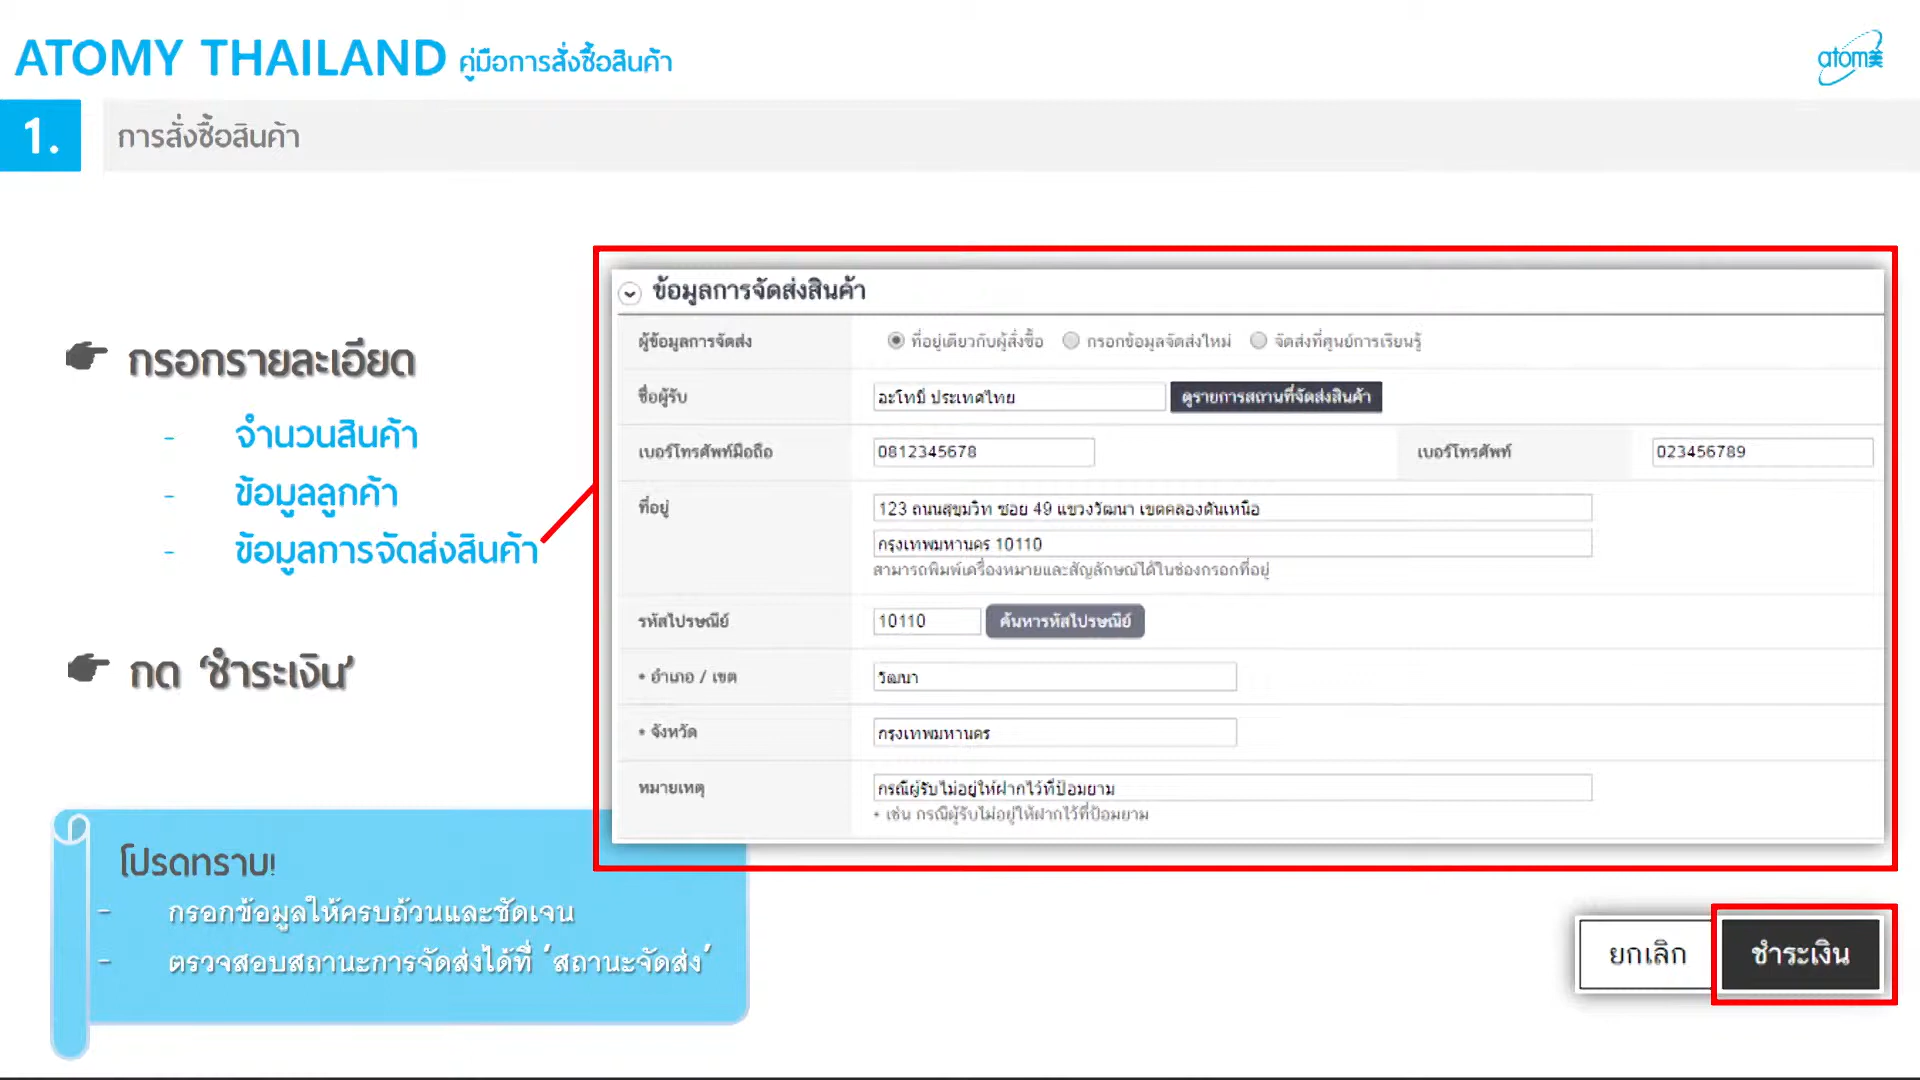 ATOMY THAILAND คู่มือการสั่งซื้อสินค้า
atom美
1. การสั่งซื้อสินค้า
กรอกรายละเอียด
- จำนวนสินค้า
- ข้อมูลลูกค้า
- ข้อมูลการจัดส่งสินค้า
กด ‘ชำระเงิน’
ข้อมูลการจัดส่งสินค้า
ผู้ข้อมูลการจัดส่ง ที่อยู่เดียวกับผู้สั่งซื้อ กรอกข้อมูลจัดส่งใหม่ จัดส่งที่ศูนย์การเรียนรู้
ชื่อผู้รับ อะโทมี่ ประเทศไทย ดูรายการสถานที่จัดส่งสินค้า
เบอร์โทรศัพท์มือถือ 0812345678 เบอร์โทรศัพท์ 023456789
ที่อยู่ 123 ถนนสุขุมวิท ซอย 49 แขวงวัฒนา เขตคลองตันเหนือ
กรุงเทพมหานคร 10110
สามารถพิมพ์เครื่องหมายและสัญลักษณ์ได้ในช่องกรอกที่อยู่
รหัสไปรษณีย์ 10110 ค้นหารหัสไปรษณีย์
* อำเภอ / เขต วัฒนา
* จังหวัด กรุงเทพมหานคร
หมายเหตุ กรณีผู้รับไม่อยู่ให้ฝากไว้ที่ป้อมยาม
* เช่น กรณีผู้รับไม่อยู่ให้ฝากไว้ที่ป้อมยาม
โปรดทราบ!
- กรอกข้อมูลให้ครบถ้วนและชัดเจน
- ตรวจสอบสถานะการจัดส่งได้ที่ ‘สถานะจัดส่ง’
ยกเลิก ชำระเงิน